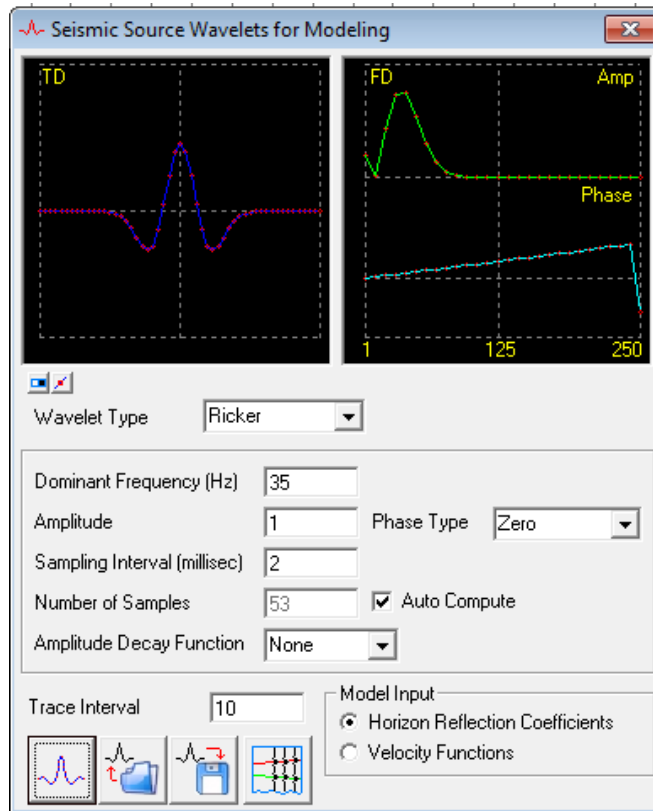 Seismic Source Wavelets for Modeling
TD
FD Amp
Phase
1 125 250
Wavelet Type Ricker
Dominant Frequency (Hz) 35
Amplitude 1 Phase Type Zero
Sampling Interval (millisec) 2
Number of Samples 53 Auto Compute
Amplitude Decay Function None
Trace Interval 10
Model Input
Horizon Reflection Coefficients
Velocity Functions